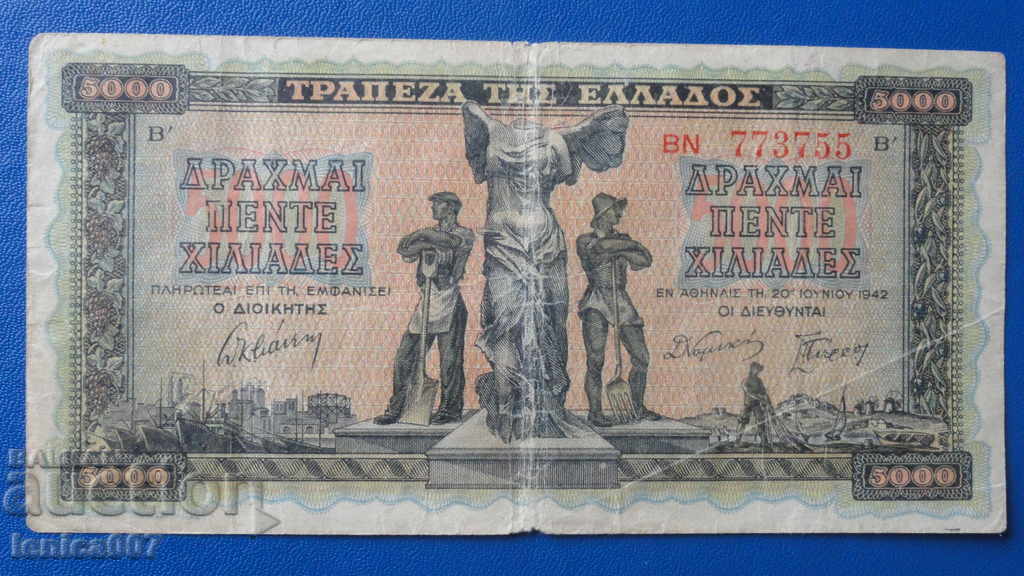 5000 ΤΡΑΠΕΖΑ ΤΗΣ ΕΛΛΑΔΟΣ 5000
Β' ΒΝ 773755 Β'
ΔΡΑΧΜΑΙ ΔΡΑΧΜΑΙ
ΠΕΝΤΕ ΠΕΝΤΕ
ΧΙΛΙΑΔΕΣ ΧΙΛΙΑΔΕΣ
ΠΛΗΡΩΤΕΑΙ ΕΠΙ ΤΗ, ΕΜΦΑΝΙΣΕΙ ΕΝ ΑΘΗΝΑΙΣ ΤΗ, 20ῃ ΙΟΥΝΙΟΥ 1942
Ο ΔΙΟΙΚΗΤΗΣ ΟΙ ΔΙΕΥΘΥΝΤΑΙ
5000 5000
auction
lenica007